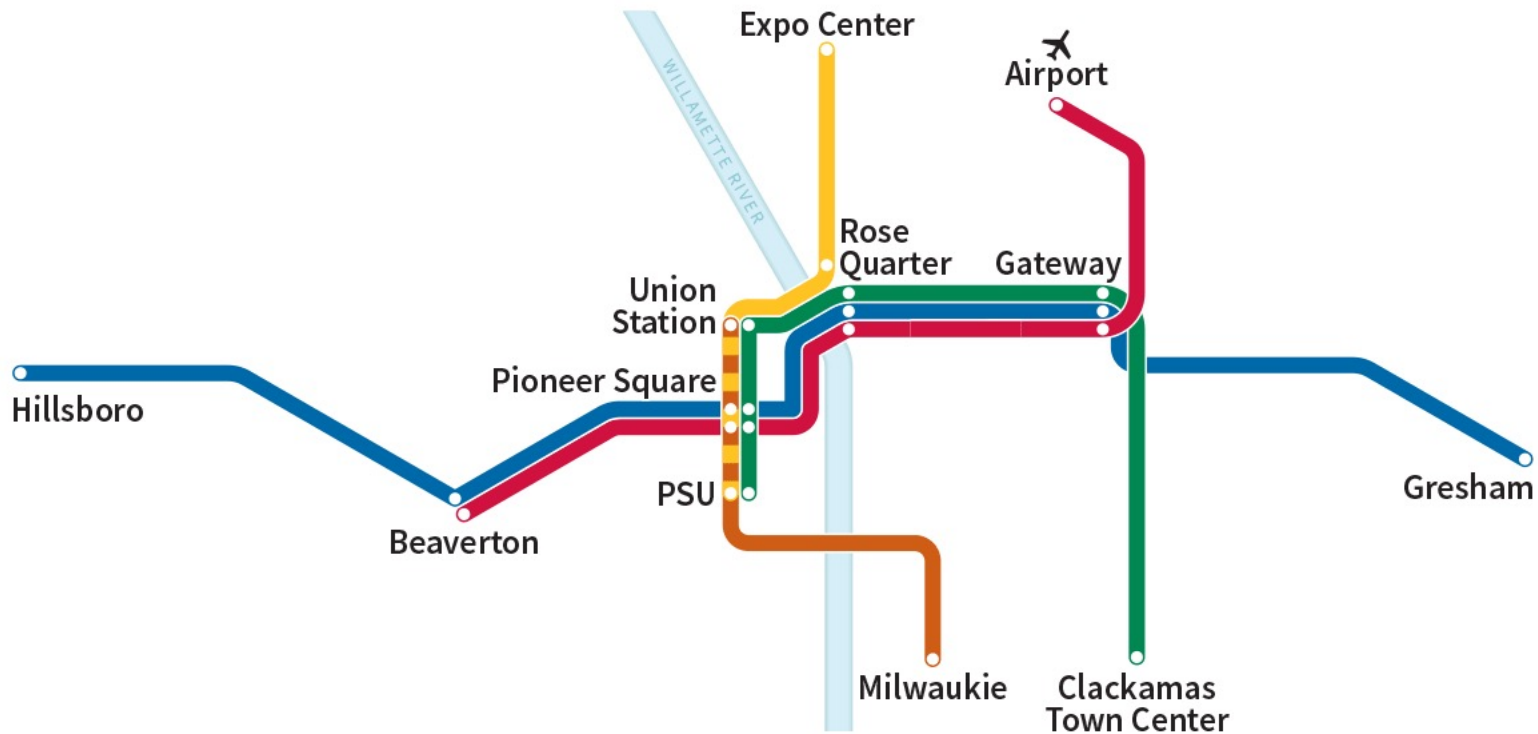 Expo Center
Airport
WILLAMETTE RIVER
Rose
Quarter
Gateway
Union
Station
Pioneer Square
Hillsboro
PSU
Gresham
Beaverton
Milwaukie
Clackamas
Town Center